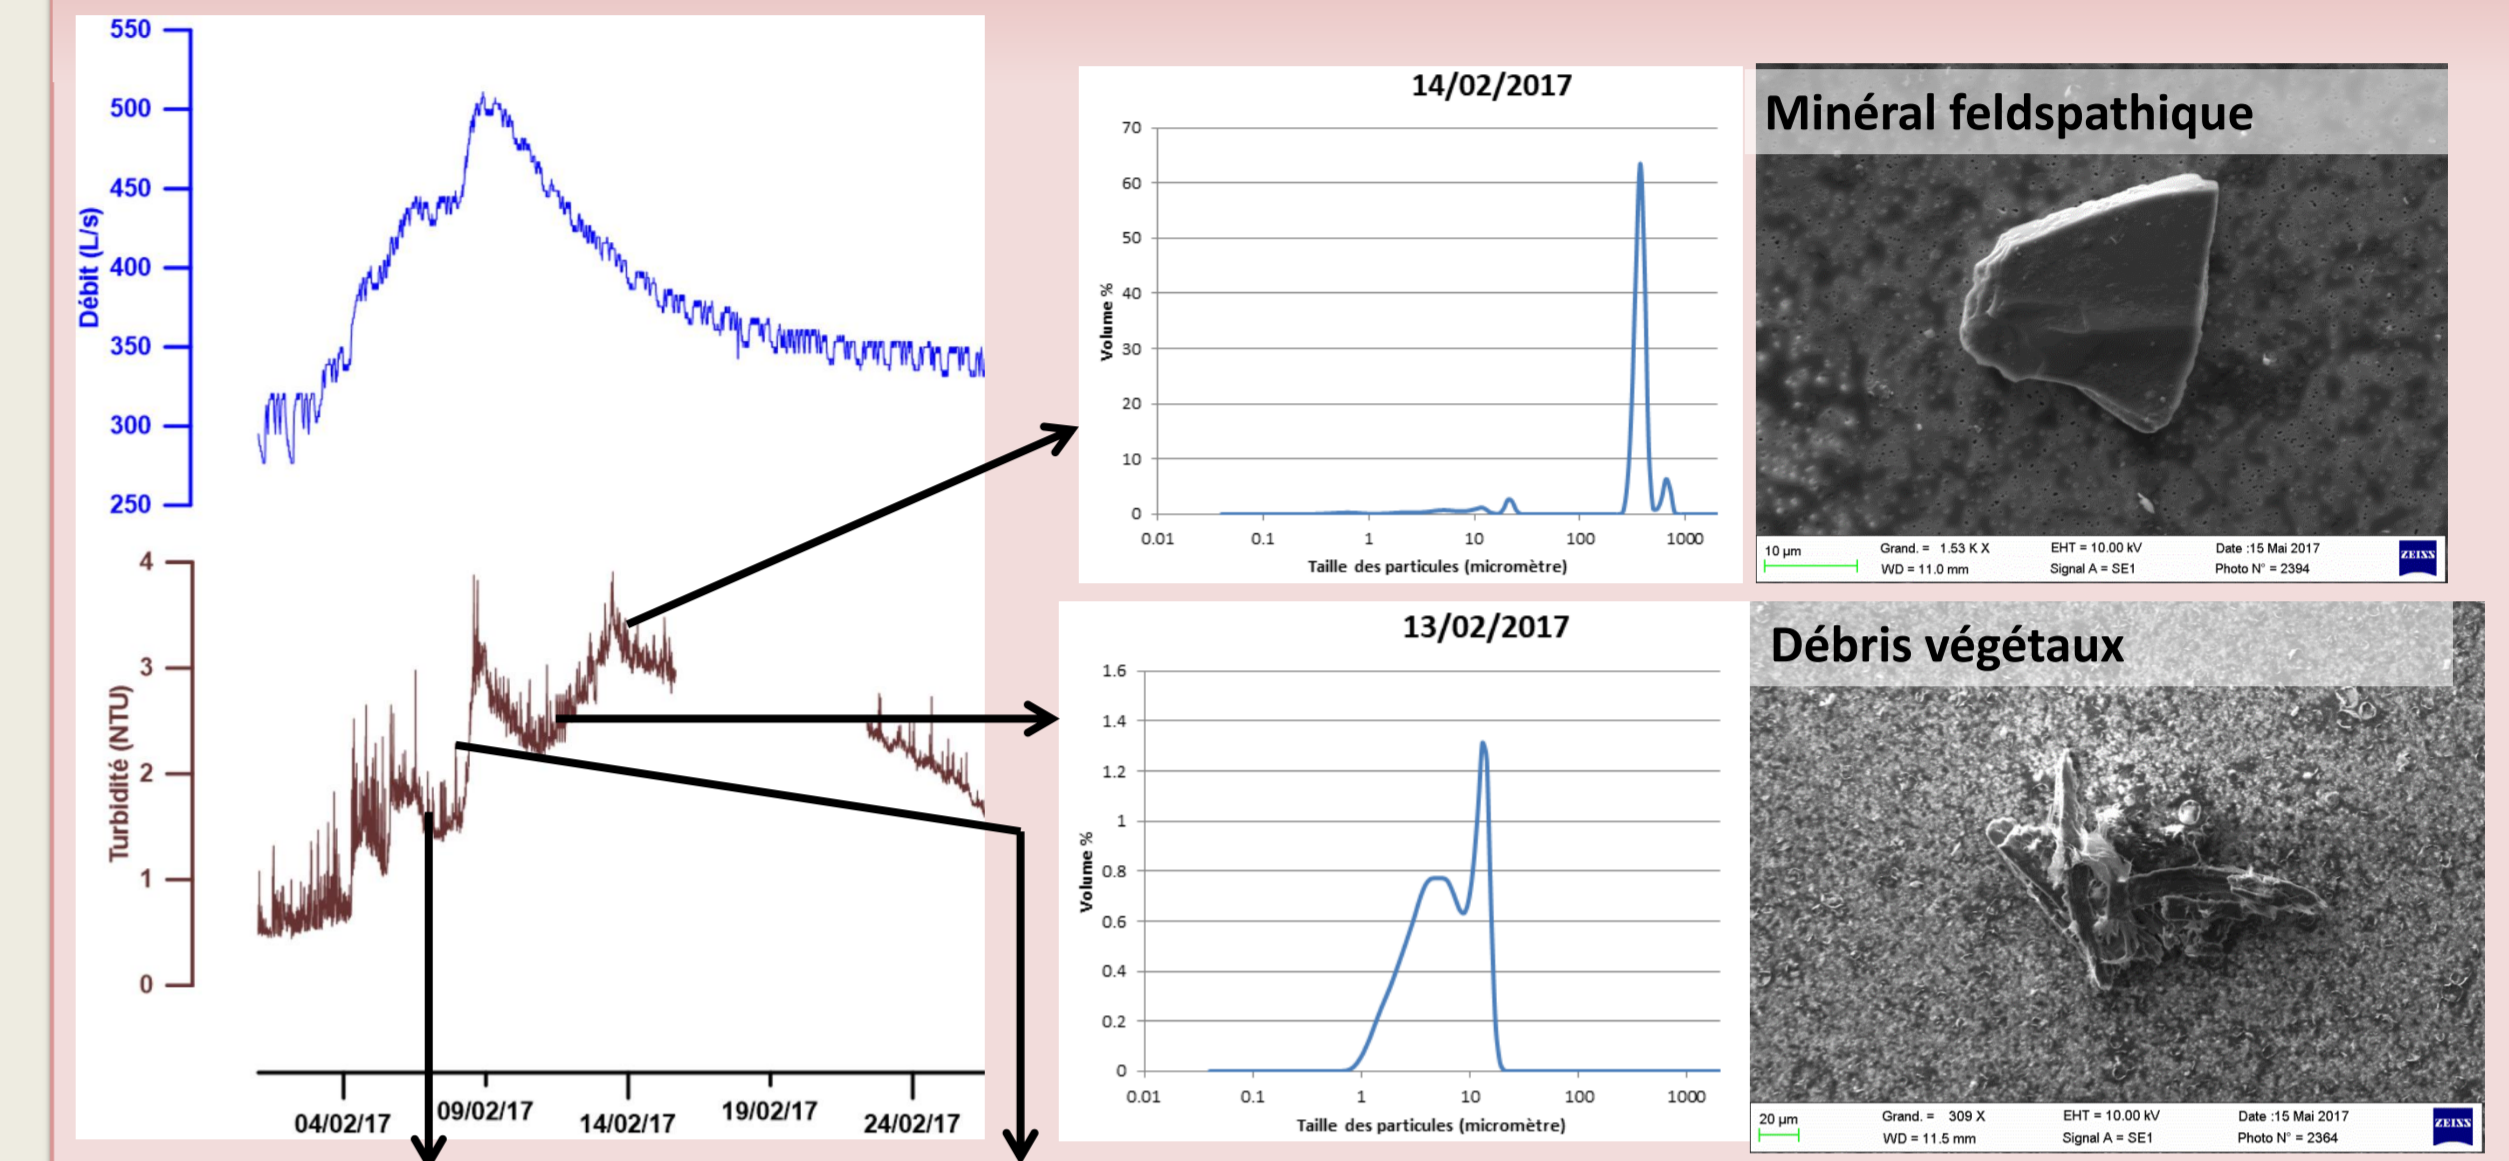 550
500
450
400
350
300
250
Débit (L/s)
4
3
2
1
0
Turbidité (NTU)
04/02/17
09/02/17
14/02/17
19/02/17
24/02/17
14/02/2017
70
60
50
40
30
20
10
0
Volume %
0.01 0.1 1 10 100 1000
Taille des particules (micromètre)
Minéral feldspathique
10 µm
Grand. = 1.53 K X
EHT = 10.00 kV
Date :15 Mai 2017
WD = 11.0 mm
Signal A = SE1
Photo N° = 2394
ZEISS
13/02/2017
1.6
1.4
1.2
1
0.8
0.6
0.4
0.2
0
Volume %
0.01 0.1 1 10 100 1000
Taille des particules (micromètre)
Débris végétaux
20 µm
Grand. = 309 X
EHT = 10.00 kV
Date :15 Mai 2017
WD = 11.5 mm
Signal A = SE1
Photo N° = 2364
ZEISS